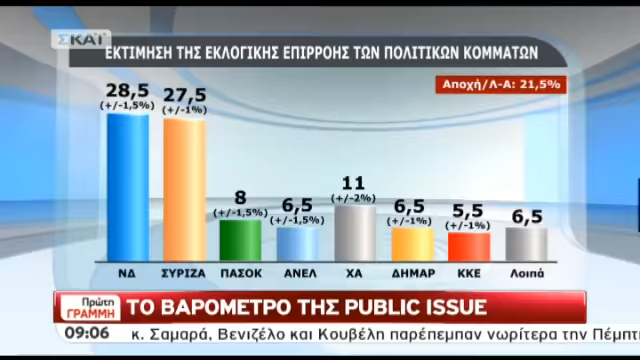 ΣΚΑΪ
ΕΚΤΙΜΗΣΗ ΤΗΣ ΕΚΛΟΓΙΚΗΣ ΕΠΙΡΡΟΗΣ ΤΩΝ ΠΟΛΙΤΙΚΩΝ ΚΟΜΜΑΤΩΝ
Αποχή/Λ-Α: 21,5%
28,5 27,5 8 6,5 11 6,5 5,5 6,5
(+/-1,5%) (+/-1%) (+/-1,5%) (+/-1,5%) (+/-2%) (+/-1%) (+/-1%)
ΝΔ ΣΥΡΙΖΑ ΠΑΣΟΚ ΑΝΕΛ ΧΑ ΔΗΜΑΡ ΚΚΕ Λοιπά
Πρώτη
ΓΡΑΜΜΗ
ΤΟ ΒΑΡΟΜΕΤΡΟ ΤΗΣ PUBLIC ISSUE
09:06 κ. Σαμαρά, Βενιζέλο και Κουβέλη παρέπεμπαν νωρίτερα την Πέμπτ